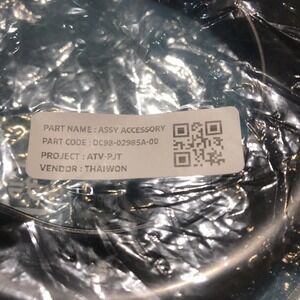 PART NAME : ASSY ACCESSORY
PART CODE : DC98-02985A-00
PROJECT : ATV-PJT
VENDOR : THAIWON